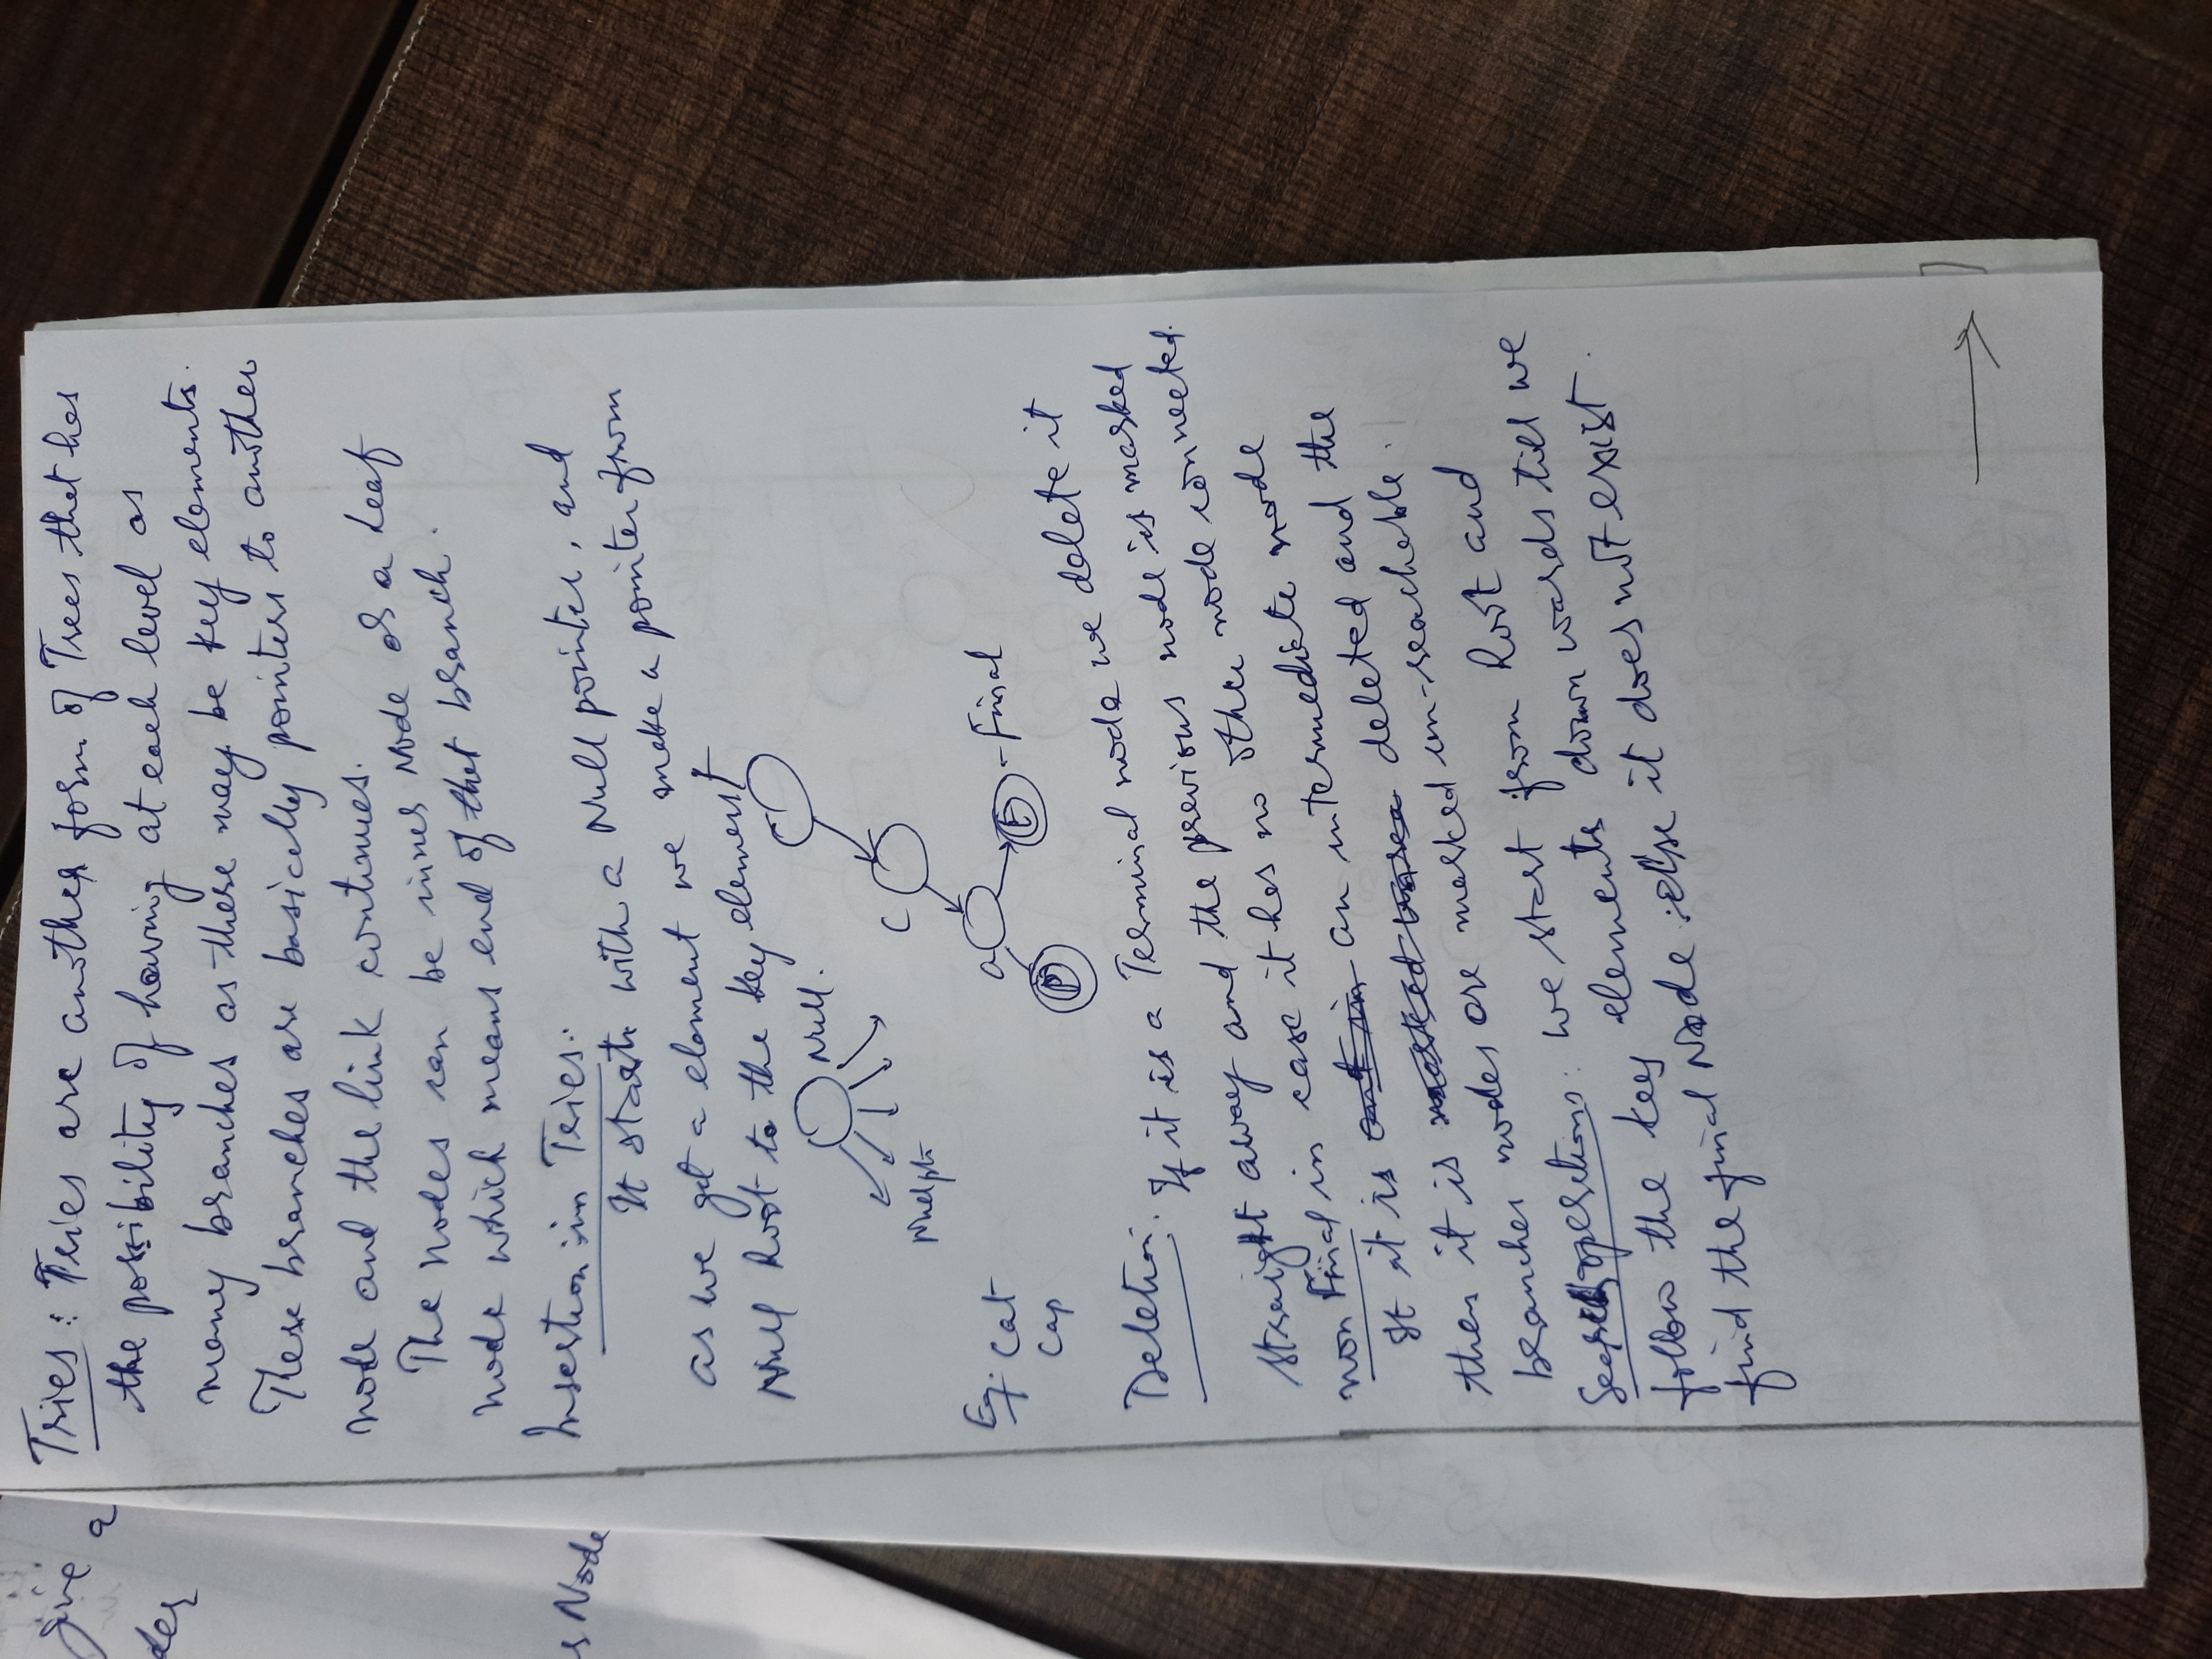 give a
der
s Node
Tries : Tries are another form of Trees that has
the possibility of having at each level as
many branches as there may be key elements.
These branches are basically pointers to another
node and the link continues.
The nodes can be inner Node or a Leaf
node which means end of that branch.
Insertion in Tries:
It starts with a Null pointer, and
as we get a element we make a pointer from
Null Root to the key element
Null.
Null pts
C
a
P
t
- Final
Eg. Cat
Cap
Deletion. If it is a Terminal node we delete it
straight away and the previous node is marked
non Final in case it has no other node connected.
If it is an intermediate node
then it is deleted and the
branches nodes are marked un-reachable.
Search operations: we start from Root and
follow the key elements down wards till we
find the final Node : else it does not exist.